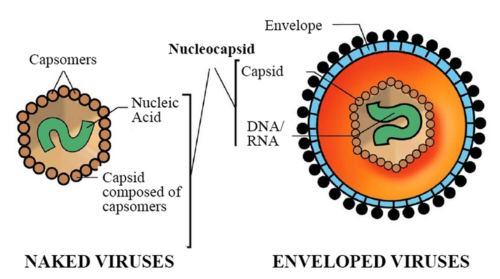 Envelope
Nucleocapsid
Capsomers
Capsid
Nucleic
Acid
DNA/
RNA
Capsid
composed of
capsomers
NAKED VIRUSES
ENVELOPED VIRUSES